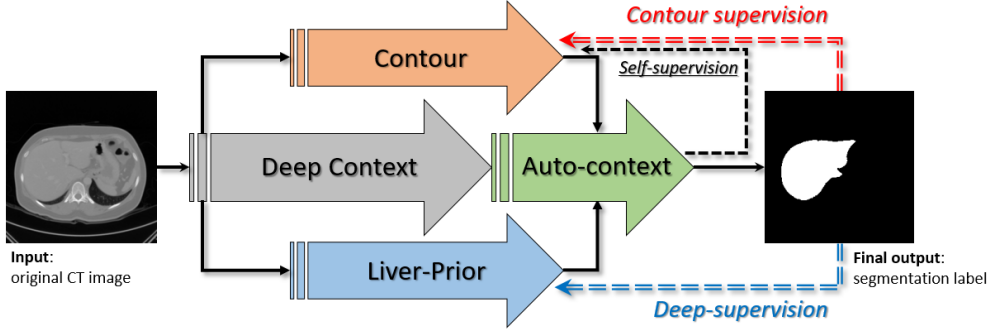 Contour supervision
Contour
Self-supervision
Deep Context
Auto-context
Input:
original CT image
Liver-Prior
Final output:
segmentation label
Deep-supervision